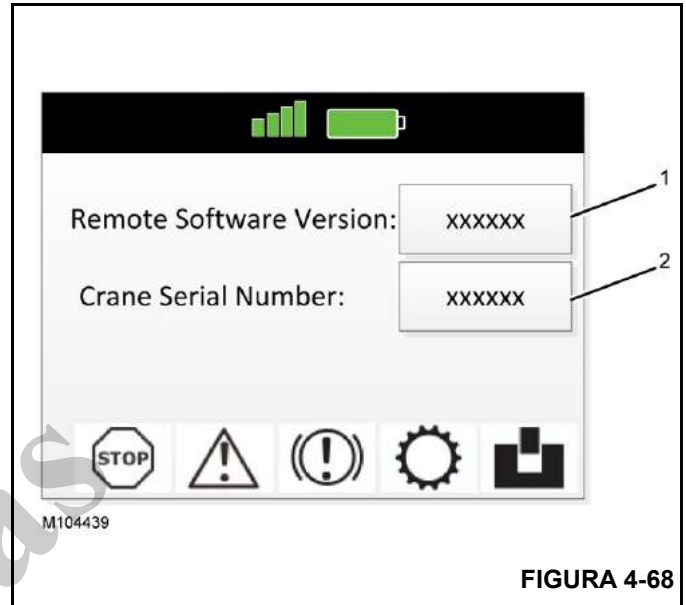 1
Remote Software Version: xxxxxx
2
Crane Serial Number: xxxxxx
STOP
M104439
FIGURA 4-68